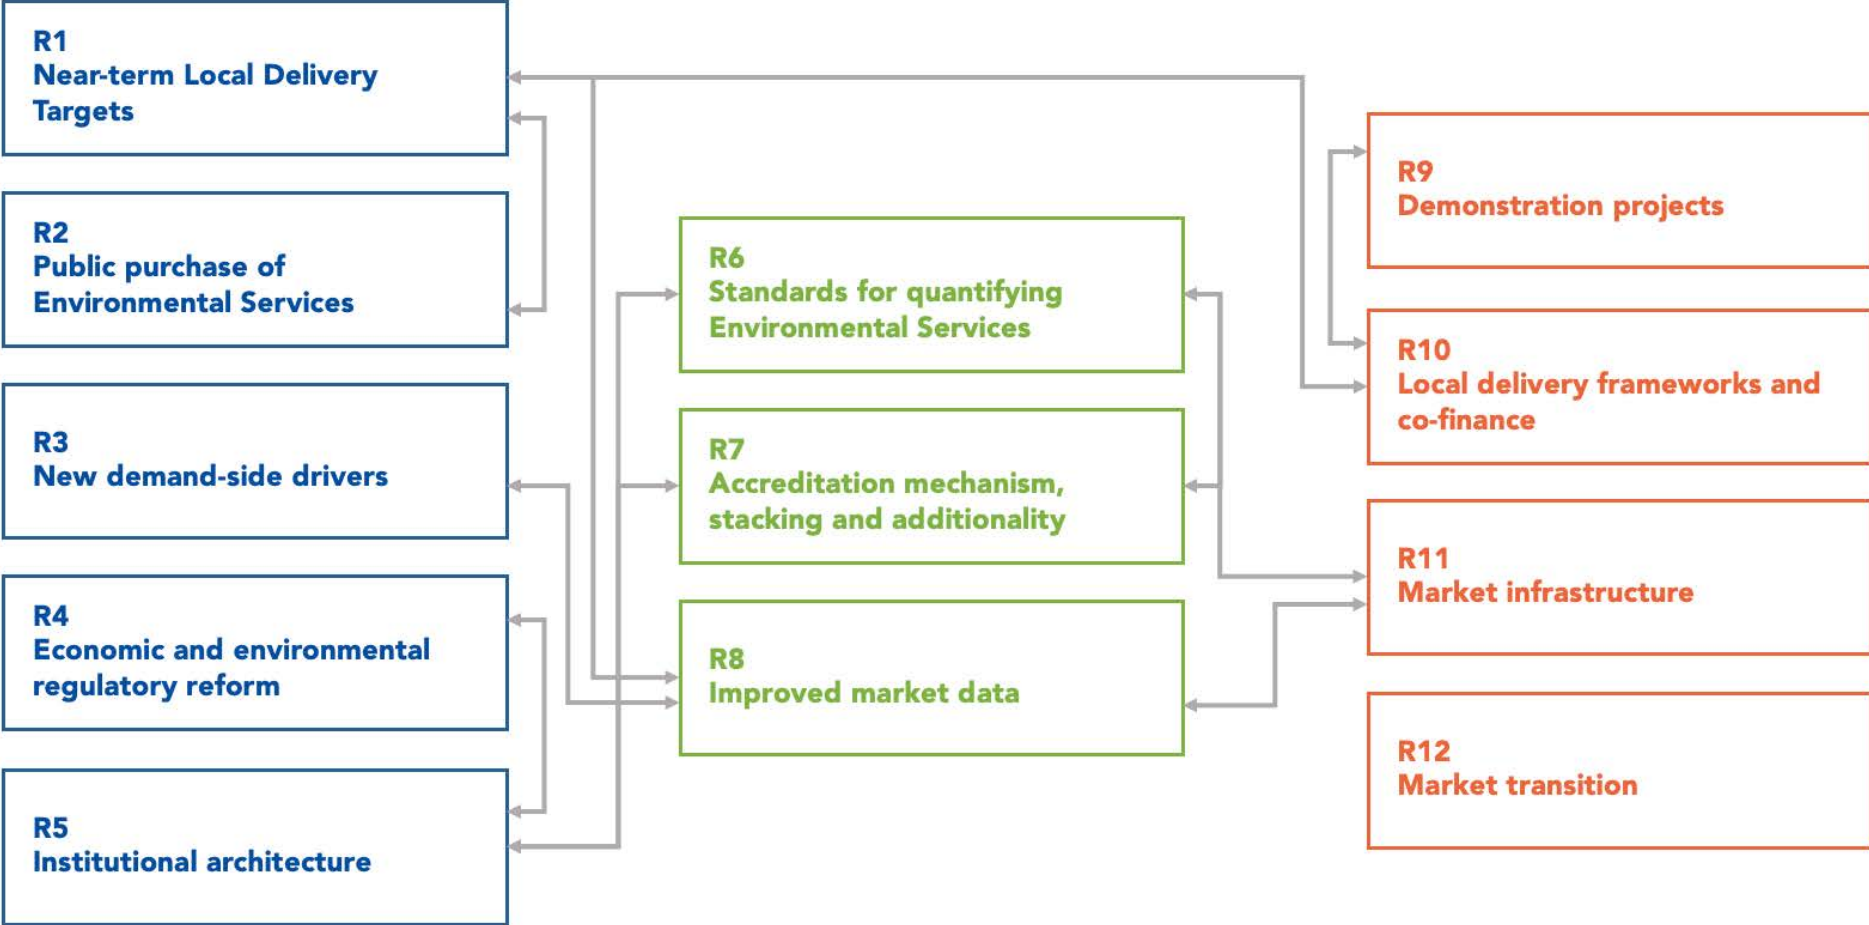 R1
Near-term Local Delivery
Targets
R2
Public purchase of
Environmental Services
R3
New demand-side drivers
R4
Economic and environmental
regulatory reform
R5
Institutional architecture
R6
Standards for quantifying
Environmental Services
R7
Accreditation mechanism,
stacking and additionality
R8
Improved market data
R9
Demonstration projects
R10
Local delivery frameworks and
co-finance
R11
Market infrastructure
R12
Market transition